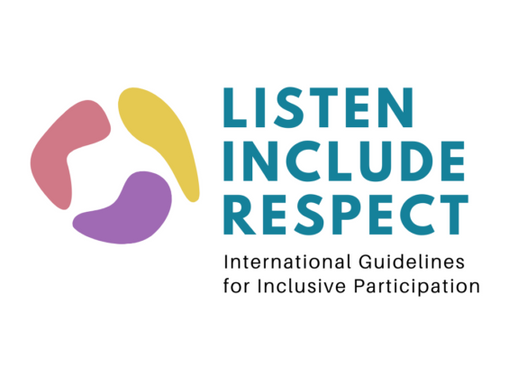 LISTEN
INCLUDE
RESPECT
International Guidelines
for Inclusive Participation